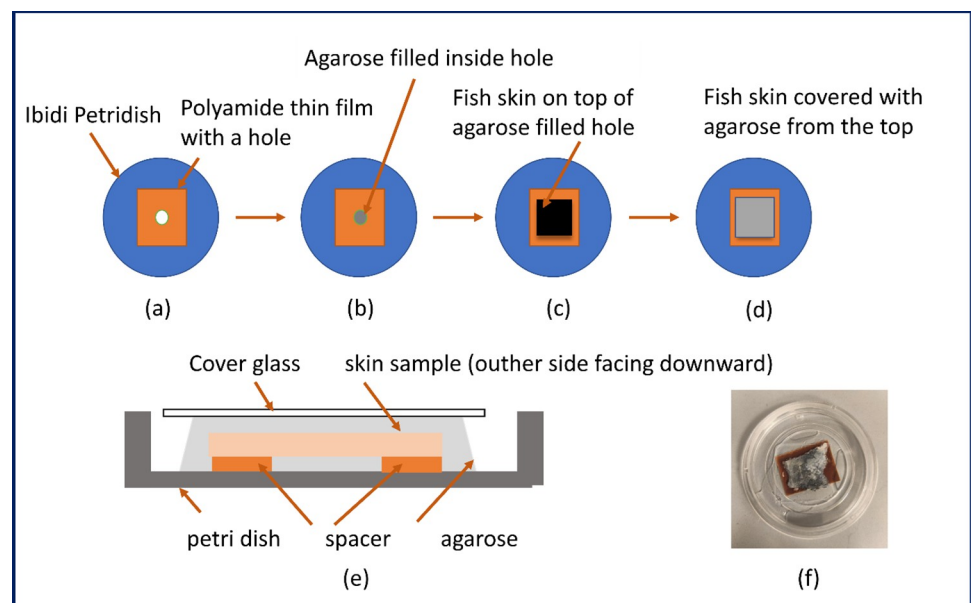 Agarose filled inside hole
Ibidi Petridish
Polyamide thin film
with a hole
Fish skin on top of
agarose filled hole
Fish skin covered with
agarose from the top
(a)
(b)
(c)
(d)
Cover glass
skin sample (outher side facing downward)
petri dish
spacer
agarose
(e)
(f)